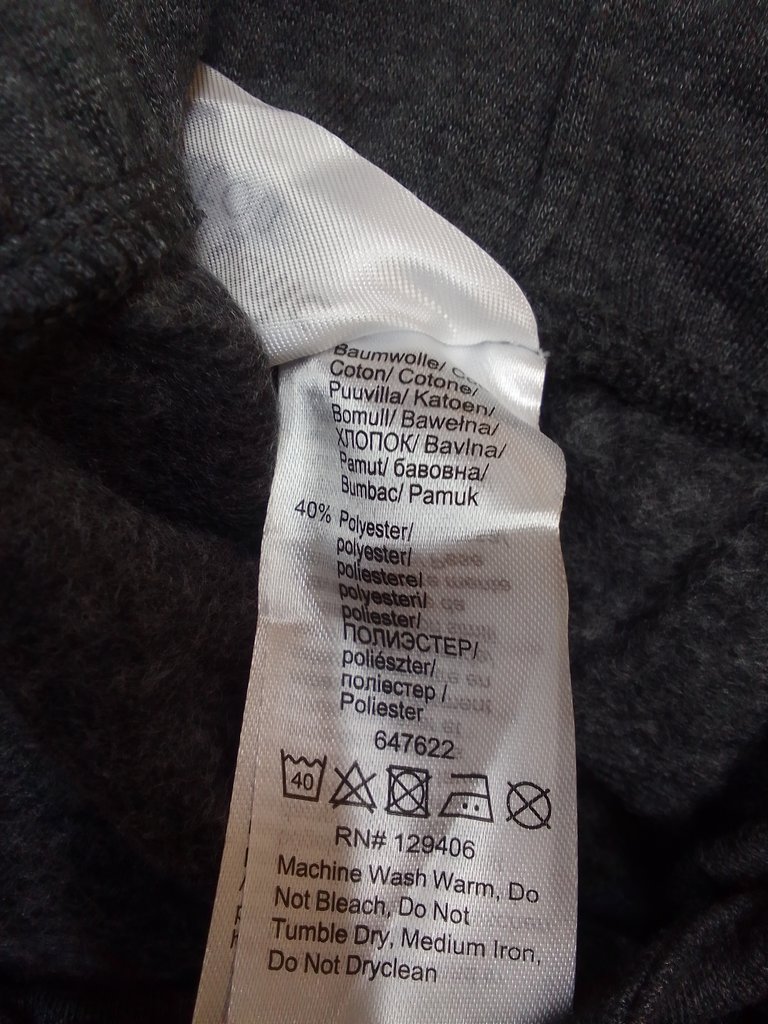 Baumwolle/
Coton/ Cotone/
Puuvilla/ Katoen/
Bomull/ Bawełna/
ХЛОПОК/ Bavlna/
Pamut/ бавовна/
Bumbac/ Pamuk
40% Polyester/
polyester/
poliesterel
polyesteri/
poliester/
ПОЛИЭСТЕР/
poliészter/
поліестер /
Poliester
647622
40
RN# 129406
Machine Wash Warm, Do
Not Bleach, Do Not
Tumble Dry, Medium Iron,
Do Not Dryclean